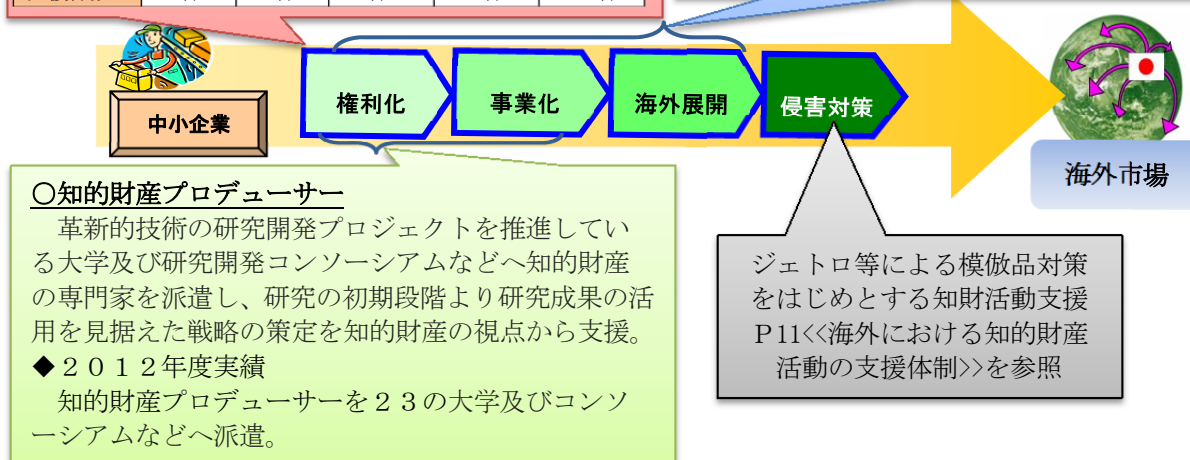 中小企業
権利化
事業化
海外展開
侵害対策
海外市場
〇知的財産プロデューサー
　革新的技術の研究開発プロジェクトを推進してい
る大学及び研究開発コンソーシアムなどへ知的財産
の専門家を派遣し、研究の初期段階より研究成果の活
用を見据えた戦略の策定を知的財産の視点から支援。
◆２０１２年度実績
　知的財産プロデューサーを２３の大学及びコンソ
ーシアムなどへ派遣。
ジェトロ等による模倣品対策
をはじめとする知財活動支援
Ｐ11<<海外における知的財産
活動の支援体制>>を参照